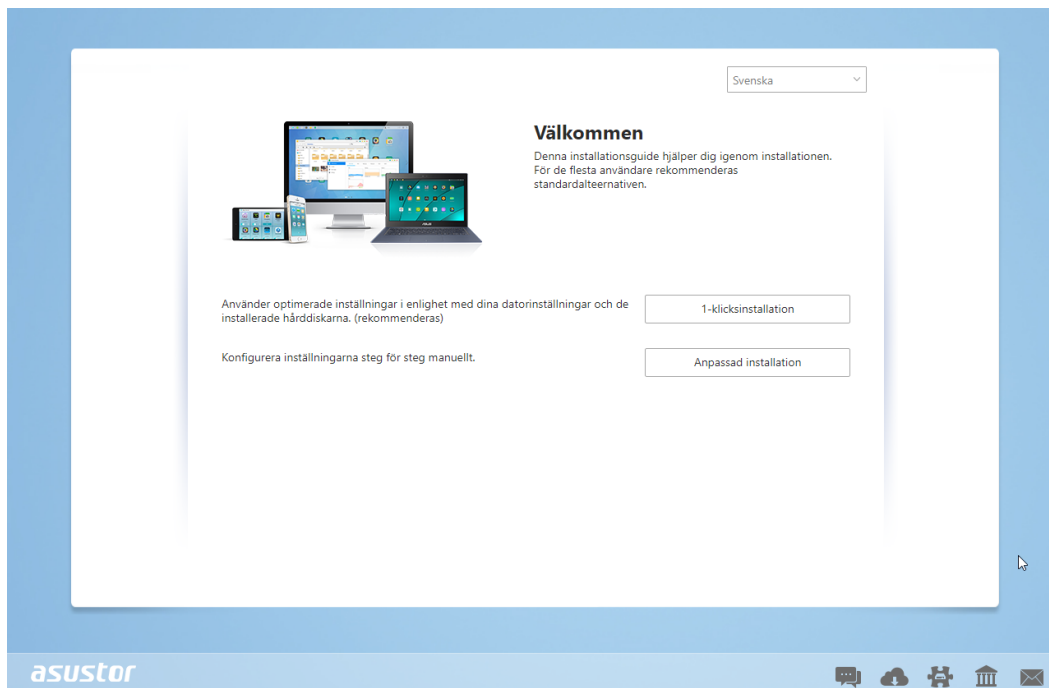 Svenska
Välkommen
Denna installationsguide hjälper dig igenom installationen.
För de flesta användare rekommenderas
standardalteernativen.
Använder optimerade inställningar i enlighet med dina datorinställningar och de
installerade hårddiskarna. (rekommenderas)
1-klicksinstallation
Konfigurera inställningarna steg för steg manuellt.
Anpassad installation
asustor